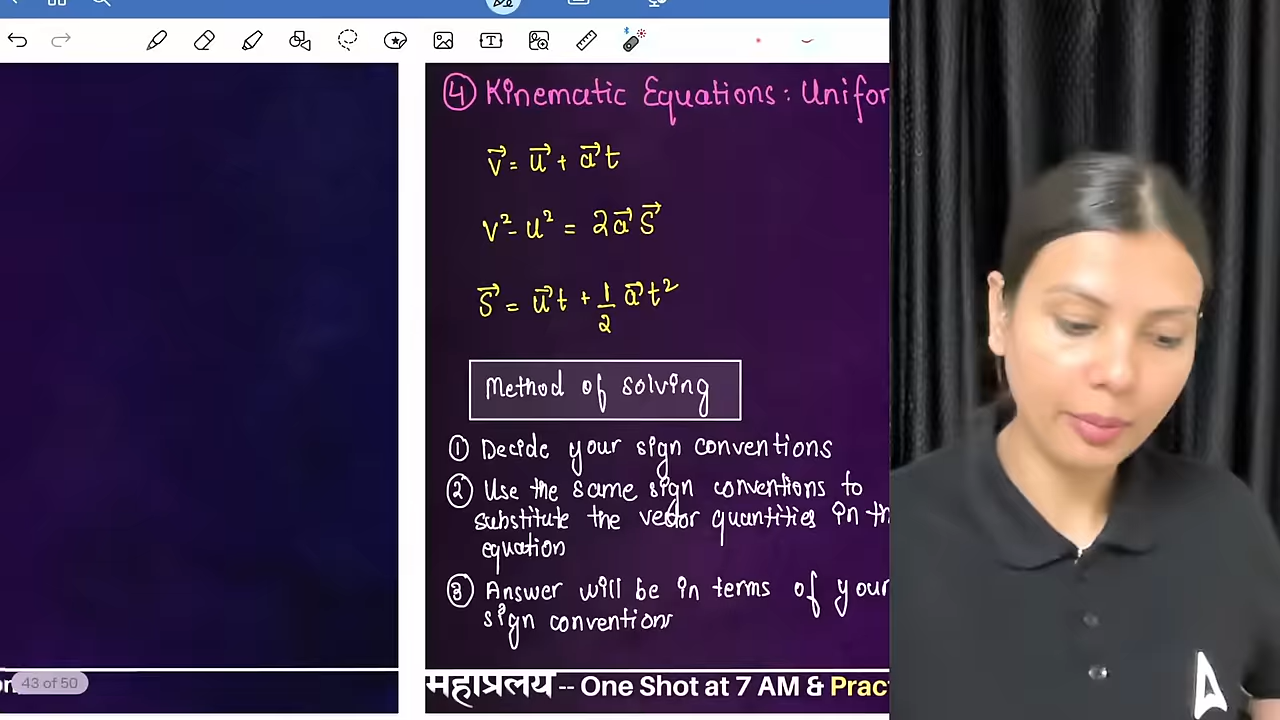 ④ Kinematic Equations: Unifor
v⃗ = u⃗ + a⃗ t
v² - u² = 2 a⃗ s⃗
s⃗ = u⃗ t + 1/2 a⃗ t²
Method of solving
① Decide your sign conventions
② Use the same sign conventions to
substitute the vector quantities in th
equation
③ Answer will be in terms of your
sign conventions
43 of 50
महाप्रलय -- One Shot at 7 AM & Prac